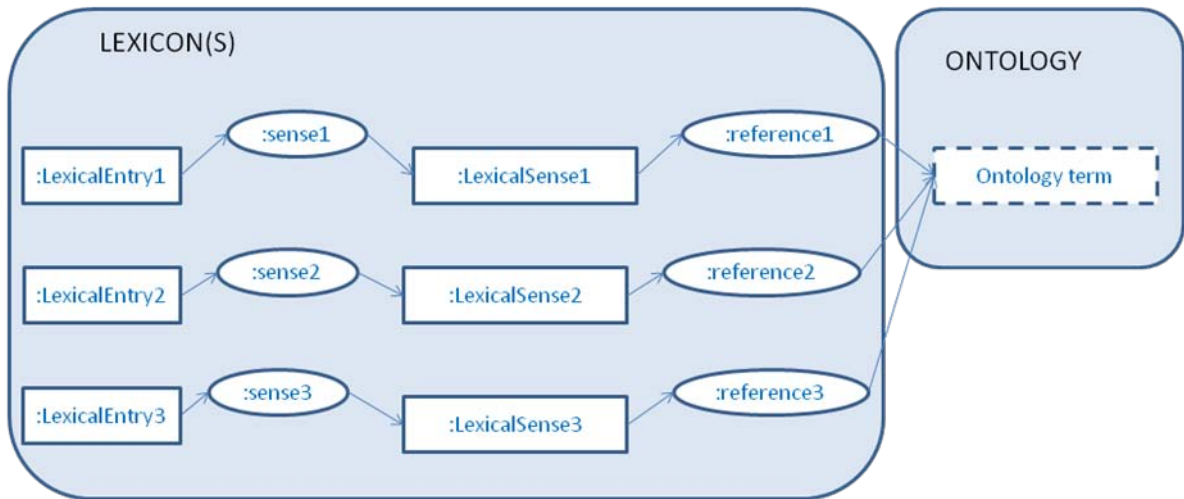 LEXICON(S)
ONTOLOGY
:LexicalEntry1
:sense1
:LexicalSense1
:reference1
Ontology term
:LexicalEntry2
:sense2
:LexicalSense2
:reference2
:LexicalEntry3
:sense3
:LexicalSense3
:reference3